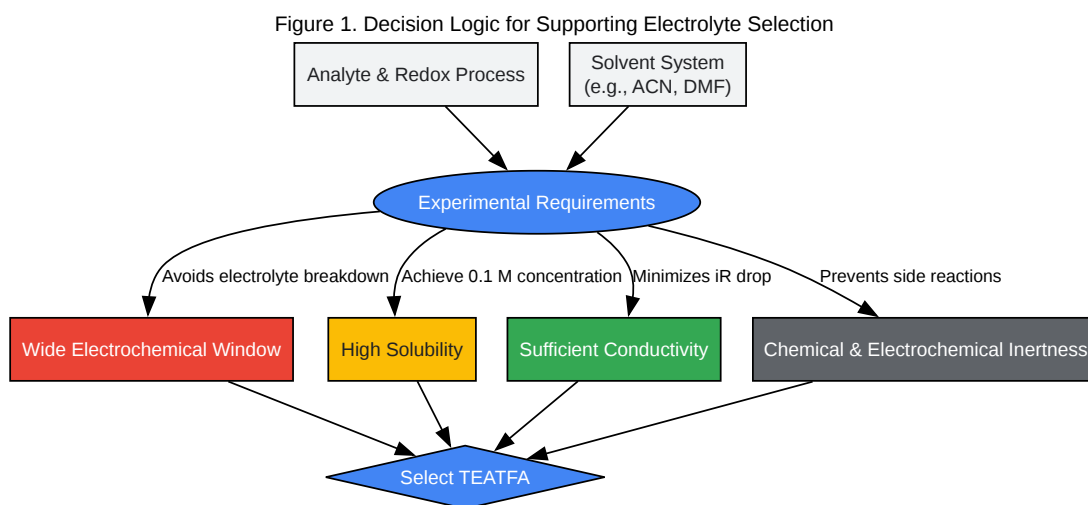 Figure 1. Decision Logic for Supporting Electrolyte Selection
Analyte & Redox Process
Solvent System
(e.g., ACN, DMF)
Experimental Requirements
Avoids electrolyte breakdown
Achieve 0.1 M concentration
Minimizes iR drop
Prevents side reactions
Wide Electrochemical Window
High Solubility
Sufficient Conductivity
Chemical & Electrochemical Inertness
Select TEATFA